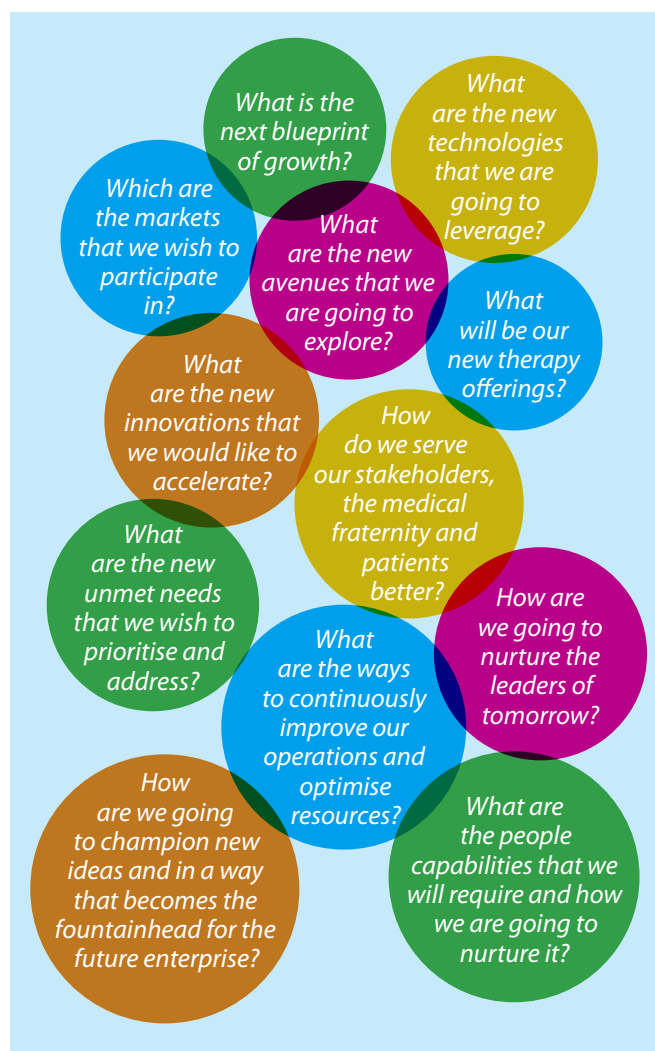 What is the
next blueprint
of growth?
What
are the new
technologies
that we are
going to
leverage?
Which are
the markets
that we wish to
participate
in?
What
are the new
avenues that we
are going to
explore?
What
will be our
new therapy
offerings?
What
are the new
innovations that
we would like to
accelerate?
How
do we serve
our stakeholders,
the medical
fraternity and
patients
better?
What
are the new
unmet needs
that we wish to
prioritise and
address?
How are
we going to
nurture the
leaders of
tomorrow?
What
are the ways
to continuously
improve our
operations and
optimise
resources?
How
are we going
to champion new
ideas and in a way
that becomes the
fountainhead for the
future enterprise?
What are
the people
capabilities that we
will require and how
we are going to
nurture it?